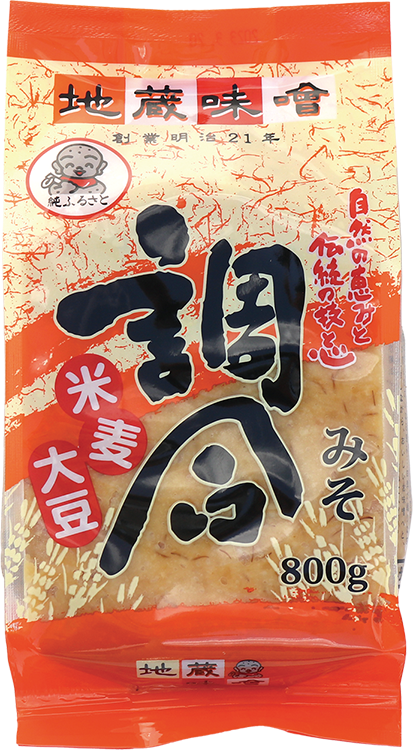 地蔵味噌
創業明治21年
純ふるさと
自然の恵みと
伝統の技と心
調合
米麦
大豆
みそ
800g
地蔵味噌